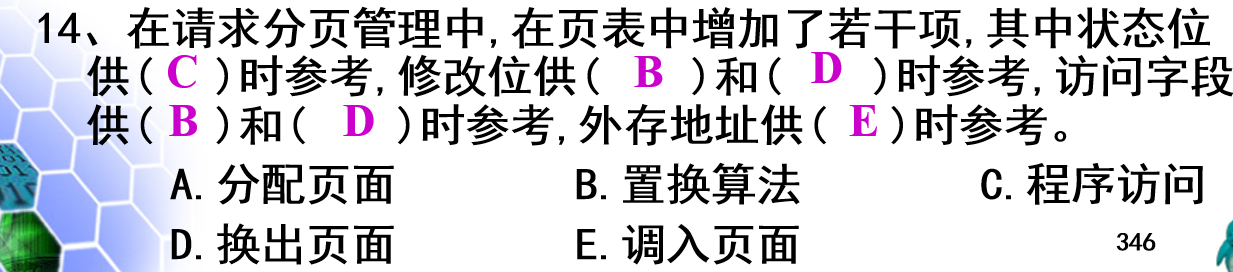 14、在请求分页管理中,在页表中增加了若干项,其中状态位
供( C )时参考,修改位供( B )和( D )时参考,访问字段
供( B )和( D )时参考,外存地址供( E )时参考。
A.分配页面 B.置换算法 C.程序访问
D.换出页面 E.调入页面 346